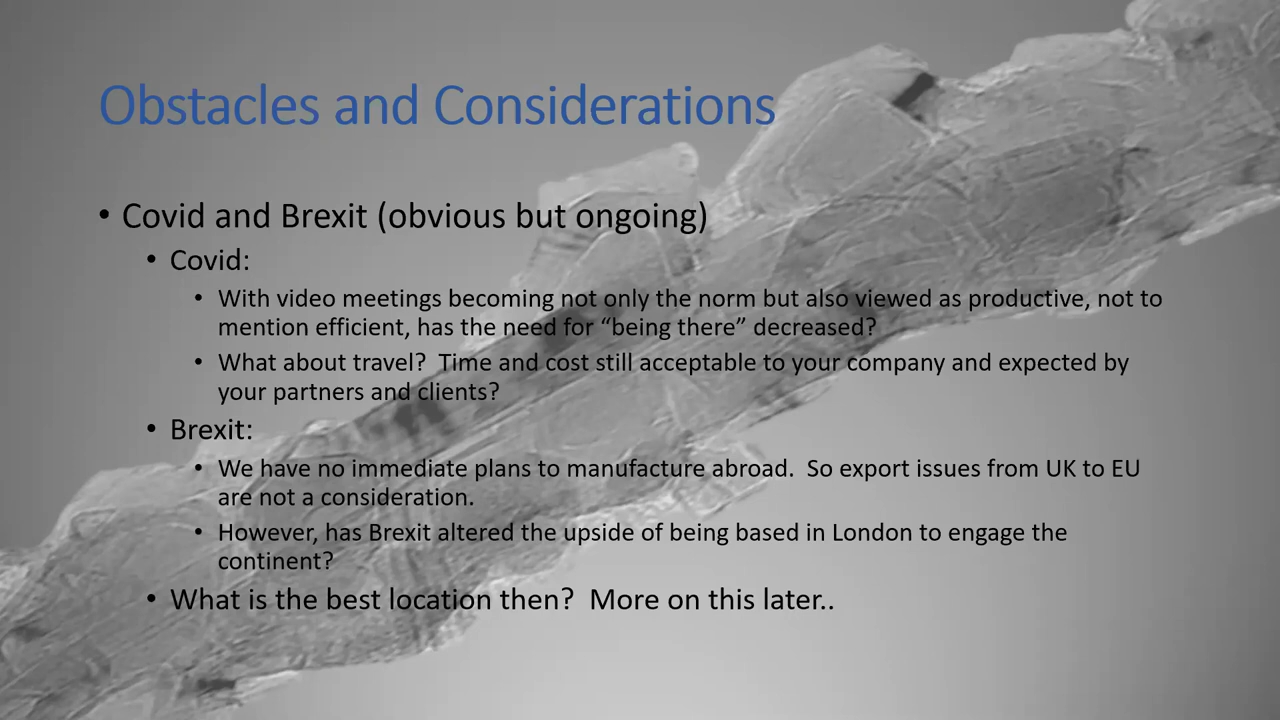 Obstacles and Considerations
• Covid and Brexit (obvious but ongoing)
• Covid:
• With video meetings becoming not only the norm but also viewed as productive, not to
mention efficient, has the need for “being there” decreased?
• What about travel?  Time and cost still acceptable to your company and expected by
your partners and clients?
• Brexit:
• We have no immediate plans to manufacture abroad.  So export issues from UK to EU
are not a consideration.
• However, has Brexit altered the upside of being based in London to engage the
continent?
• What is the best location then?  More on this later..